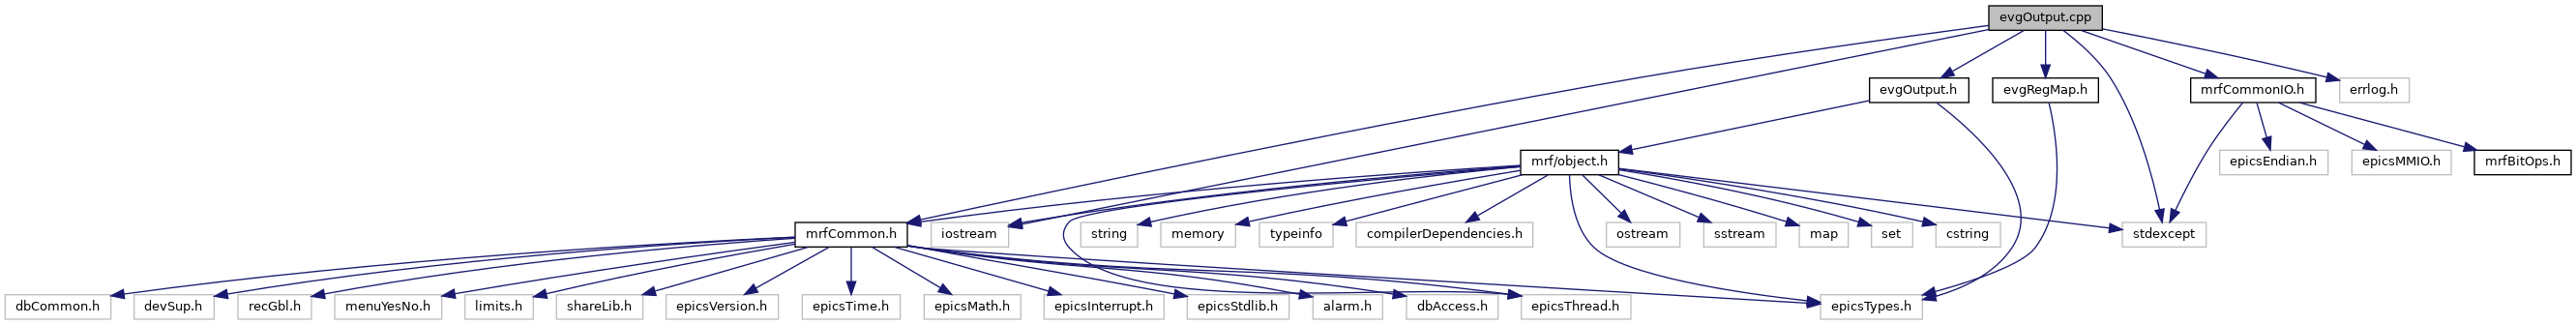 evgOutput.cpp
evgOutput.h
evgRegMap.h
mrfCommonIO.h
errlog.h
mrf/object.h
epicsEndian.h
epicsMMIO.h
mrfBitOps.h
mrfCommon.h
iostream
string
memory
typeinfo
compilerDependencies.h
ostream
sstream
map
set
cstring
stdexcept
dbCommon.h
devSup.h
recGbl.h
menuYesNo.h
limits.h
shareLib.h
epicsVersion.h
epicsTime.h
epicsMath.h
epicsInterrupt.h
epicsStdlib.h
alarm.h
dbAccess.h
epicsThread.h
epicsTypes.h